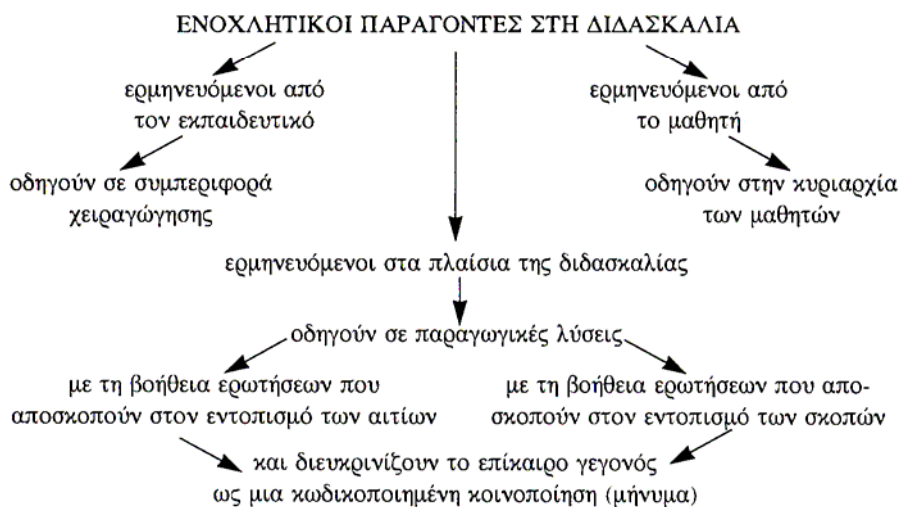 ΕΝΟΧΛΗΤΙΚΟΙ ΠΑΡΑΓΟΝΤΕΣ ΣΤΗ ΔΙΔΑΣΚΑΛΙΑ
ερμηνευόμενοι από
τον εκπαιδευτικό
ερμηνευόμενοι από
το μαθητή
οδηγούν σε συμπεριφορά
χειραγώγησης
οδηγούν στην κυριαρχία
των μαθητών
ερμηνευόμενοι στα πλαίσια της διδασκαλίας
οδηγούν σε παραγωγικές λύσεις
με τη βοήθεια ερωτήσεων που
αποσκοπούν στον εντοπισμό των αιτίων
με τη βοήθεια ερωτήσεων που απο-
σκοπούν στον εντοπισμό των σκοπών
και διευκρινίζουν το επίκαιρο γεγονός
ως μια κωδικοποιημένη κοινοποίηση (μήνυμα)